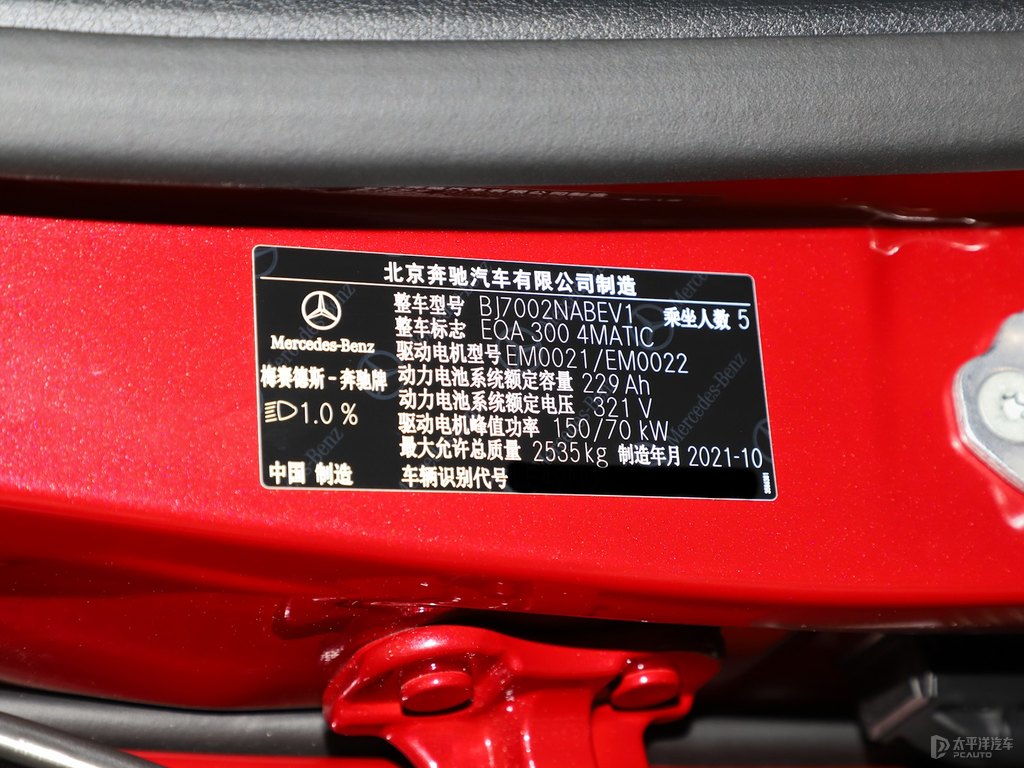 北京奔驰汽车有限公司制造
整车型号 BJ7002NABEV1 乘坐人数 5
整车标志 EQA 300 4MATIC
Mercedes-Benz
驱动电机型号 EM0021/EM0022
梅赛德斯-奔驰牌
动力电池系统额定容量 229 Ah
动力电池系统额定电压 321 V
1.0 %
驱动电机峰值功率 150/70 kW
最大允许总质量 2535 kg 制造年月 2021-10
中国 制造
车辆识别代号
太平洋汽车
PCAUTO